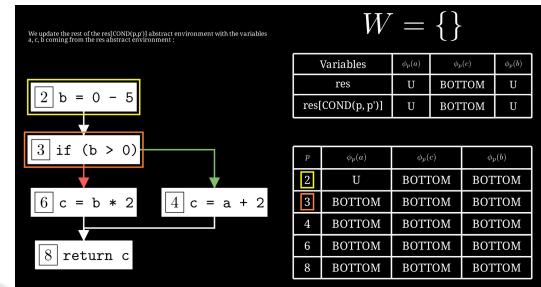 We update the rest of the res[COND(p,p')] abstract environment with the variables
a, c, b coming from the res abstract environment :
W = {}
Variables ϕp(a) ϕp(c) ϕp(b)
res U BOTTOM U
res[COND(p, p')] U BOTTOM U
2 b = 0 - 5
3 if (b > 0)
6 c = b * 2
4 c = a + 2
8 return c
p ϕp(a) ϕp(c) ϕp(b)
2 U BOTTOM BOTTOM
3 BOTTOM BOTTOM BOTTOM
4 BOTTOM BOTTOM BOTTOM
6 BOTTOM BOTTOM BOTTOM
8 BOTTOM BOTTOM BOTTOM